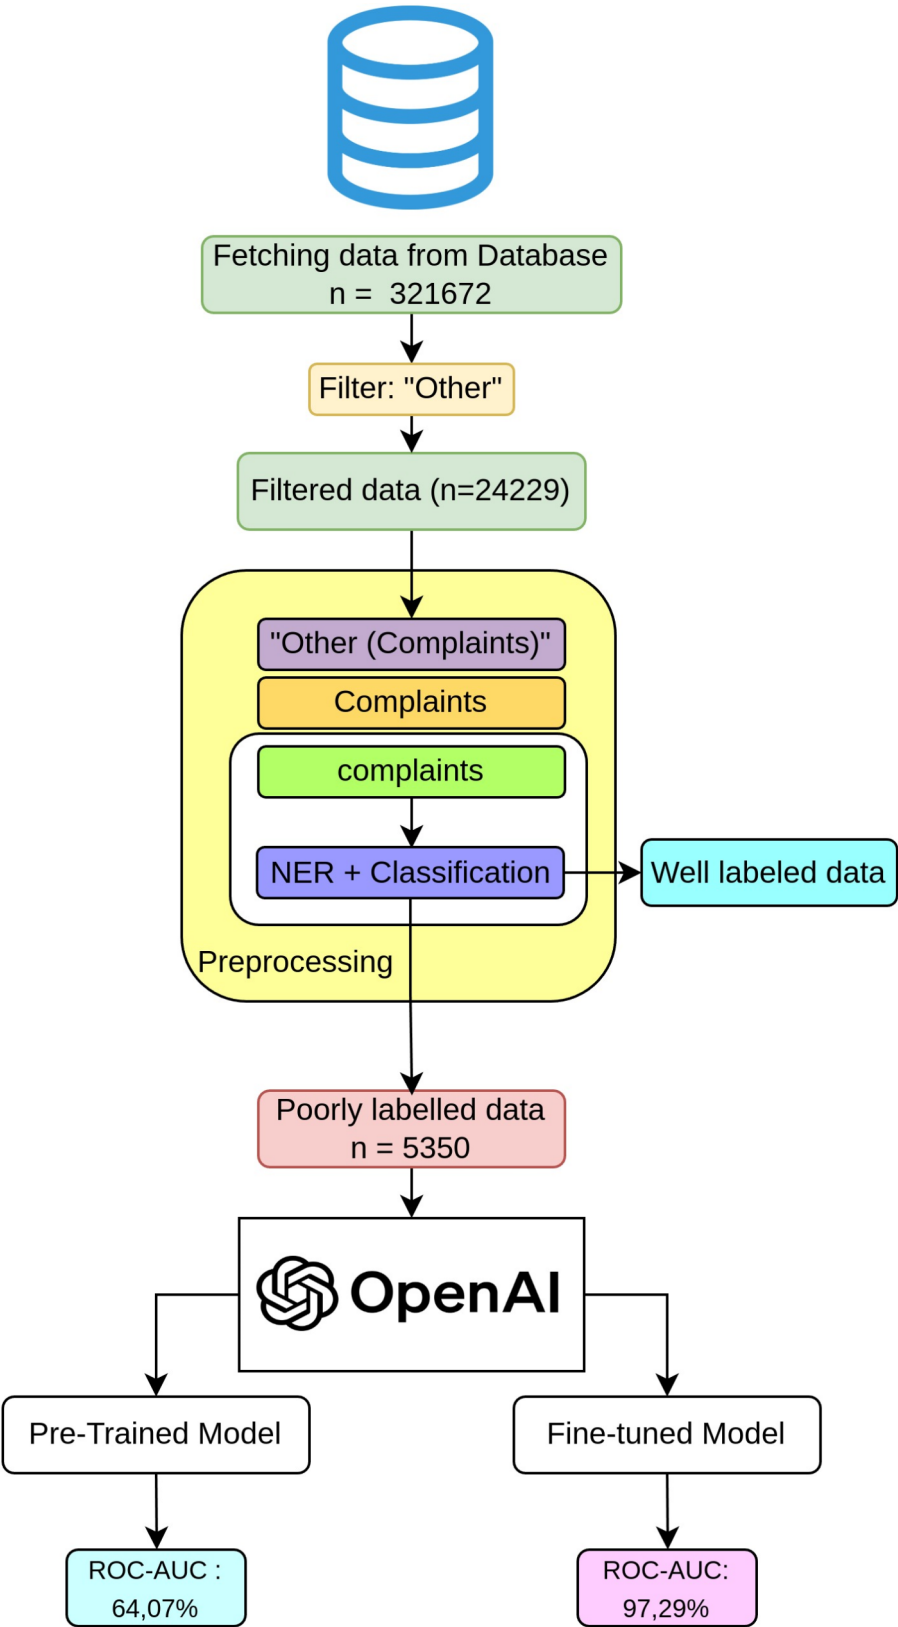 Fetching data from Database
n =  321672
Filter: "Other"
Filtered data (n=24229)
"Other (Complaints)"
Complaints
complaints
NER + Classification
Well labeled data
Preprocessing
Poorly labelled data
n = 5350
OpenAI
Pre-Trained Model
Fine-tuned Model
ROC-AUC :
64,07%
ROC-AUC:
97,29%